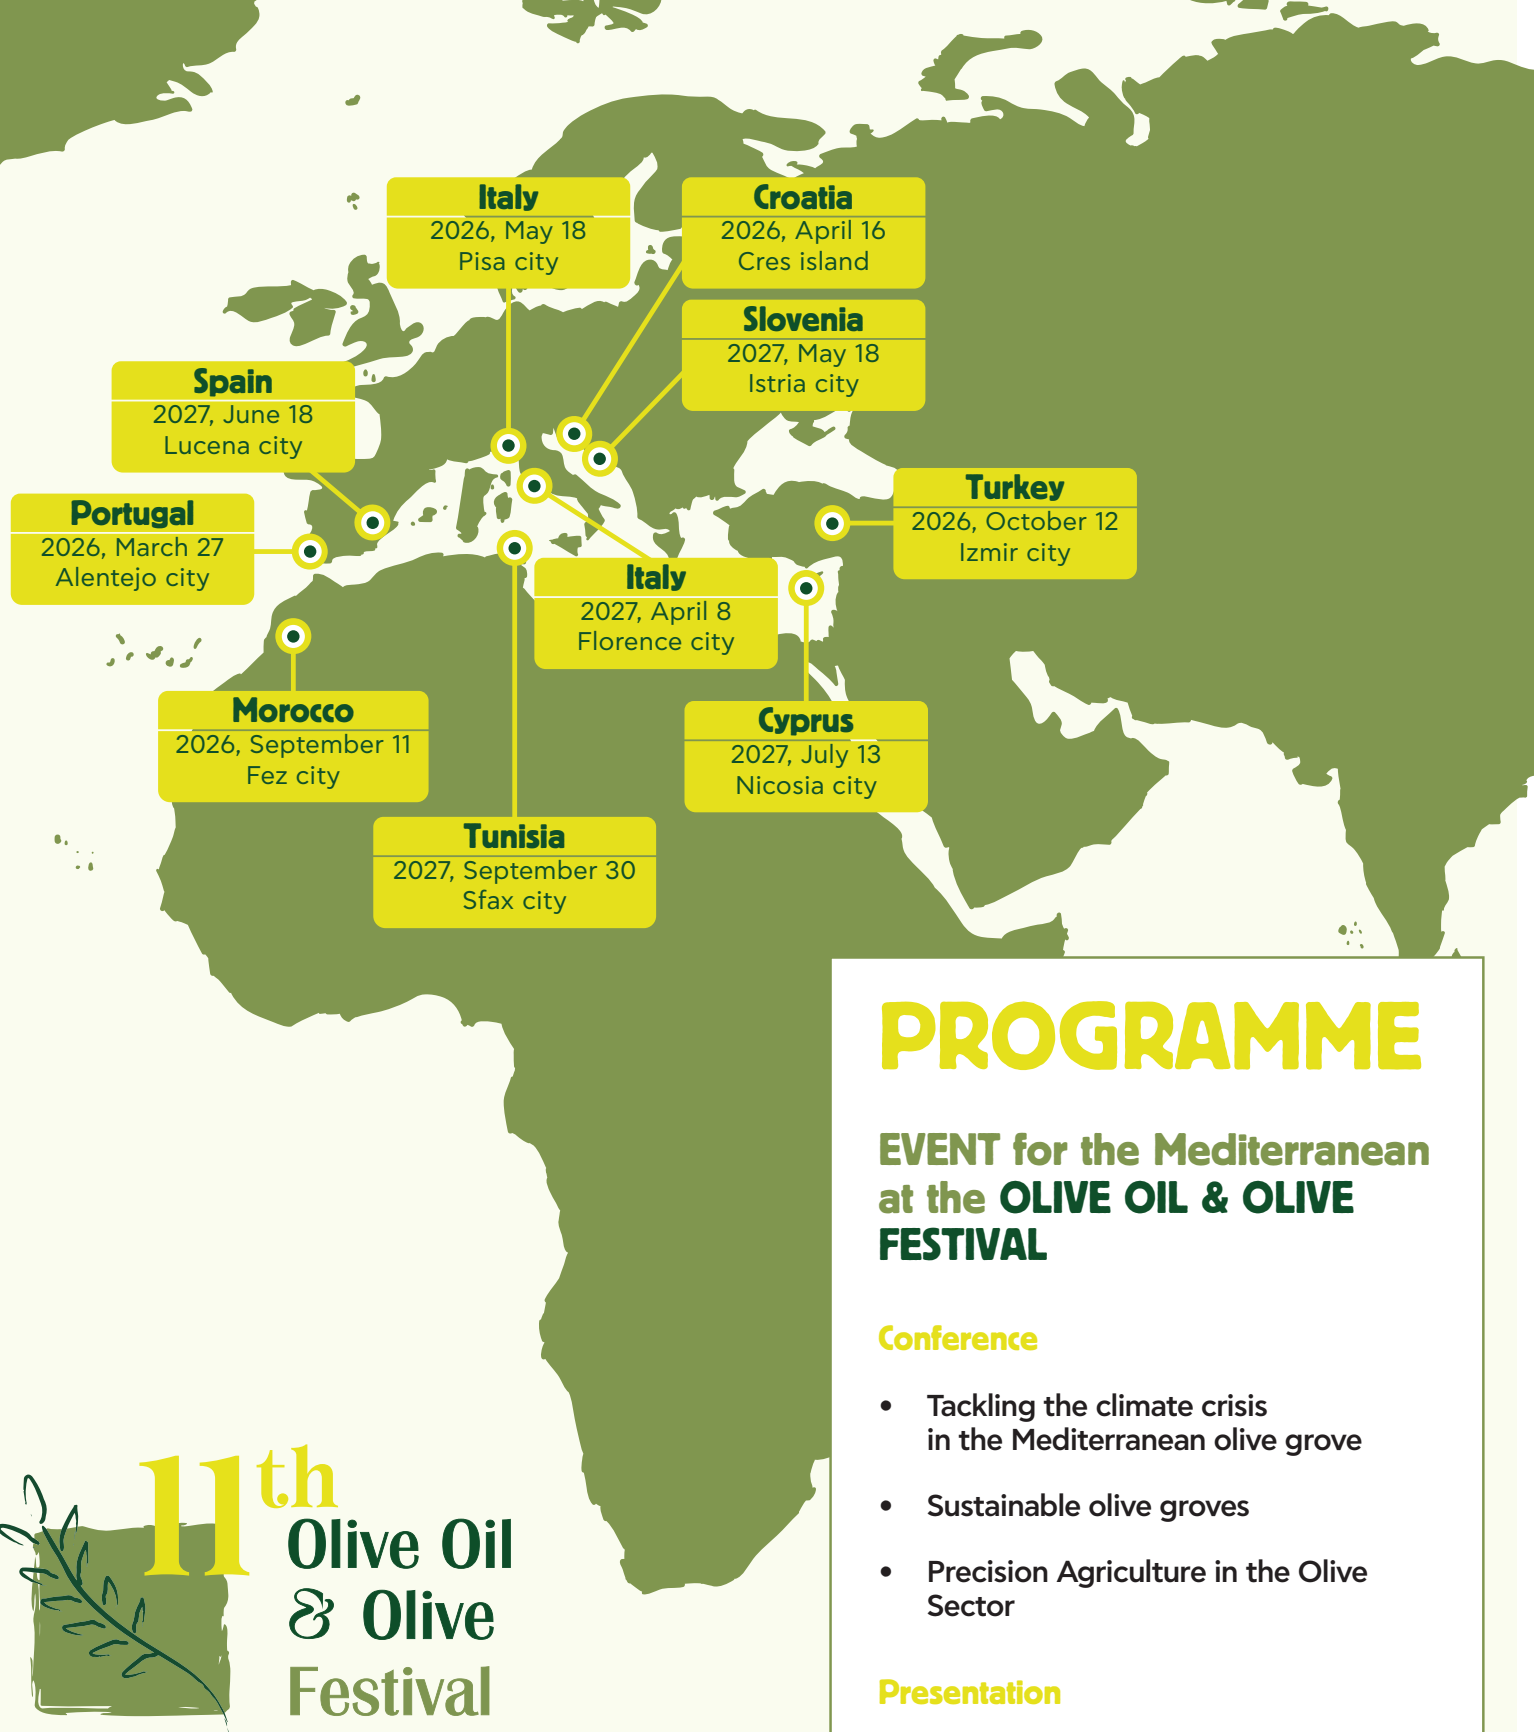 Italy
2026, May 18
Pisa city
Croatia
2026, April 16
Cres island
Slovenia
2027, May 18
Istria city
Spain
2027, June 18
Lucena city
Portugal
2026, March 27
Alentejo city
Turkey
2026, October 12
Izmir city
Italy
2027, April 8
Florence city
Morocco
2026, September 11
Fez city
Cyprus
2027, July 13
Nicosia city
Tunisia
2027, September 30
Sfax city
PROGRAMME
EVENT for the Mediterranean
at the OLIVE OIL & OLIVE
FESTIVAL
Conference
• Tackling the climate crisis
in the Mediterranean olive grove
• Sustainable olive groves
• Precision Agriculture in the Olive
Sector
Presentation
11th
Olive Oil
& Olive
Festival